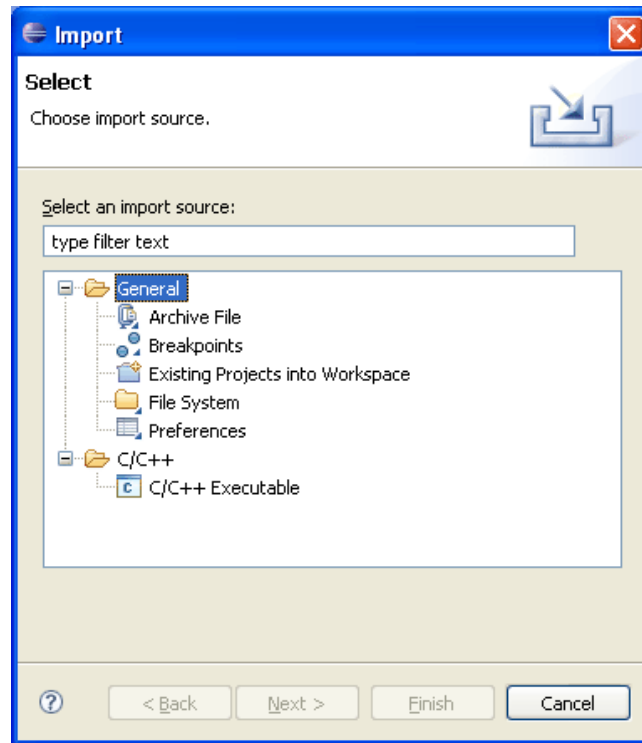 Import
Select
Choose import source.
Select an import source:
type filter text
General
Archive File
Breakpoints
Existing Projects into Workspace
File System
Preferences
C/C++
C/C++ Executable
< Back Next > Finish Cancel